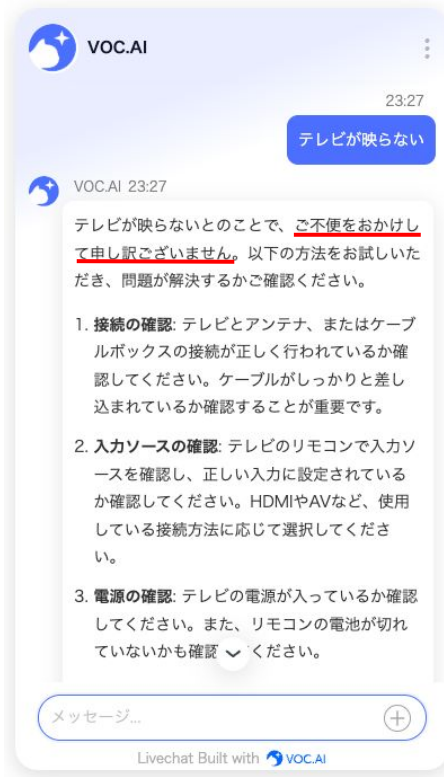 VOC.AI
23:27
テレビが映らない
VOC.AI 23:27
テレビが映らないとのことで、ご不便をおかけし
て申し訳ございません。以下の方法をお試しいた
だき、問題が解決するかご確認ください。
1. 接続の確認: テレビとアンテナ、またはケーブ
ルボックスの接続が正しく行われているか確
認してください。ケーブルがしっかりと差し
込まれているか確認することが重要です。
2. 入力ソースの確認: テレビのリモコンで入力ソ
ースを確認し、正しい入力に設定されている
か確認してください。HDMIやAVなど、使用
している接続方法に応じて選択してくださ
い。
3. 電源の確認: テレビの電源が入っているか確認
してください。また、リモコンの電池が切れ
ていないかも確認ください。
メッセージ...
Livechat Built with VOC.AI